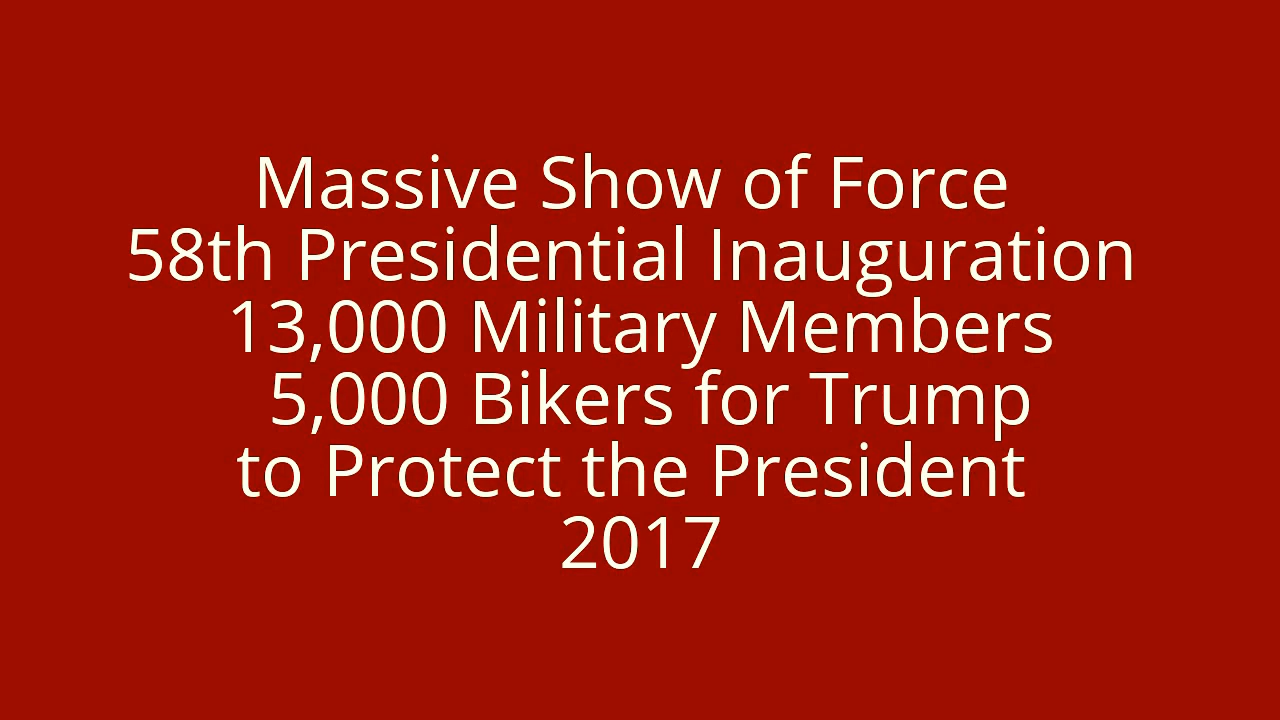 Massive Show of Force
58th Presidential Inauguration
13,000 Military Members
5,000 Bikers for Trump
to Protect the President
2017